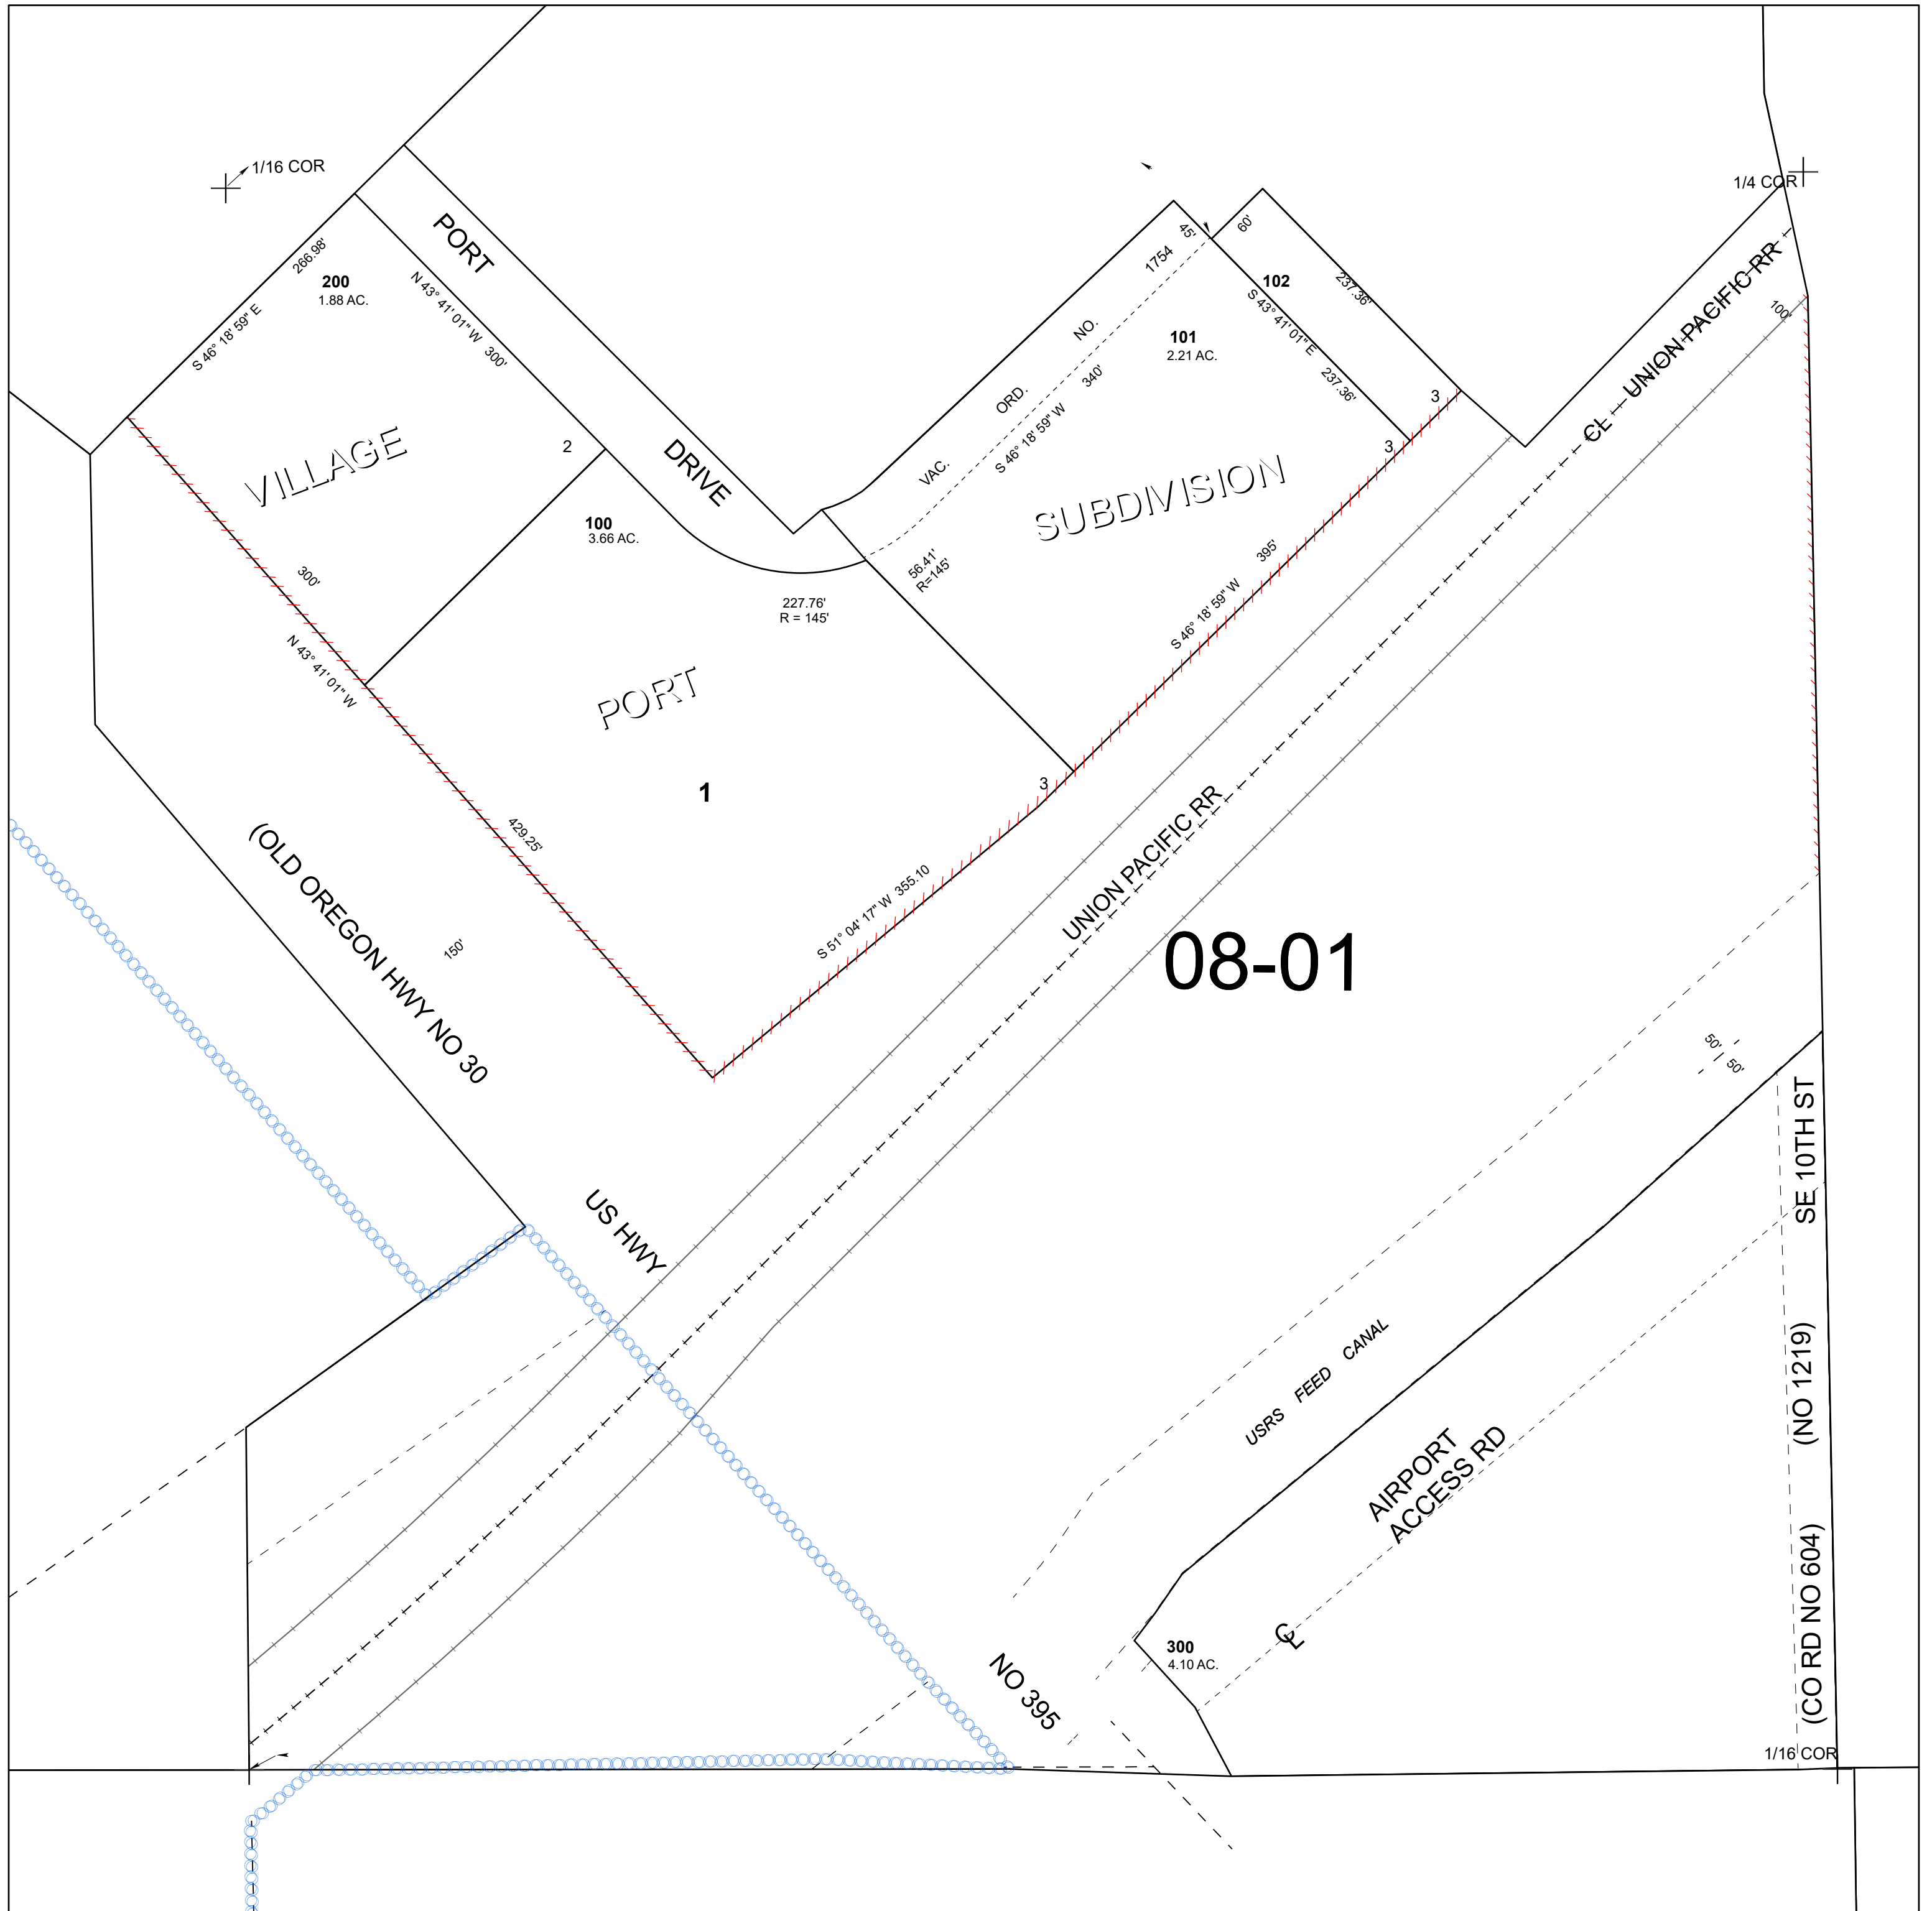 1/16 COR
1/4 COR
PORT
DRIVE
266.98'
200
1.88 AC.
S 46° 18' 59" E
N 43° 41' 01" W 300'
45'
60'
1754
NO.
ORD.
VAC.
102
237.36'
S 43° 41' 01" E
237.36'
101
2.21 AC.
340'
S 46° 18' 59" W
CL UNION PACIFIC RR
100'
3
3
2
VILLAGE
SUBDIVISION
100
3.66 AC.
56.41'
R=145'
395'
S 46° 18' 59" W
300'
N 43° 41' 01" W
227.76'
R = 145'
PORT
1
3
429.25'
S 51° 04' 17" W 355.10
(OLD OREGON HWY NO 30
150'
UNION PACIFIC RR
08-01
50'
50'
US HWY
NO 395
USRS FEED CANAL
AIRPORT
ACCESS RD
CL
300
4.10 AC.
SE 10TH ST
(NO 1219)
(CO RD NO 604)
1/16 COR